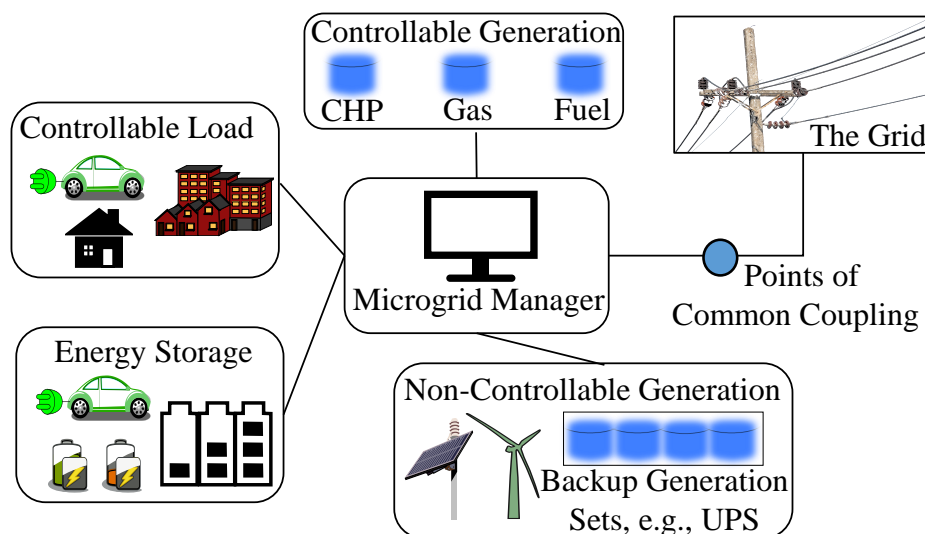 Controllable Generation
CHP
Gas
Fuel
The Grid
Controllable Load
Microgrid Manager
Points of
Common Coupling
Energy Storage
Non-Controllable Generation
Backup Generation
Sets, e.g., UPS